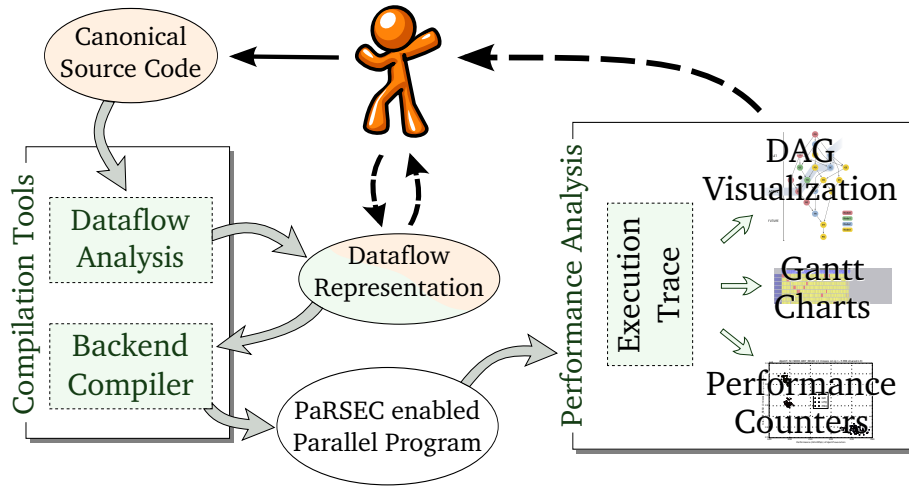 Canonical
Source Code
Compilation Tools
Dataflow
Analysis
Backend
Compiler
Dataflow
Representation
PaRSEC enabled
Parallel Program
Performance Analysis
Execution
Trace
DAG
Visualization
Gantt
Charts
Performance
Counters